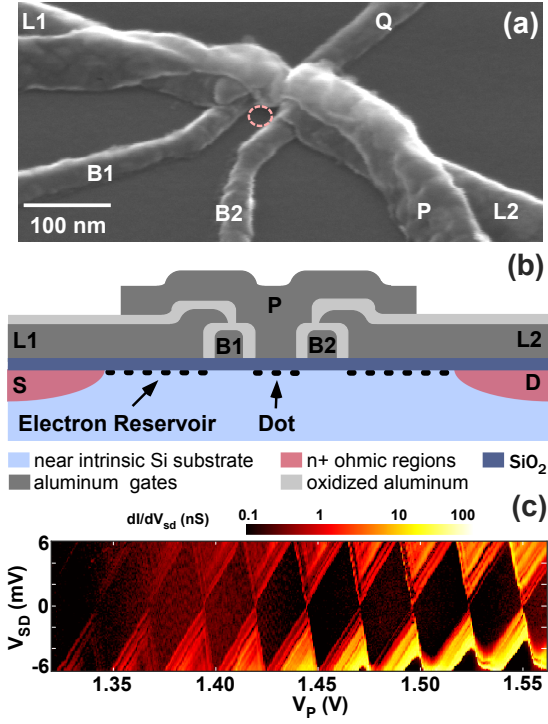 L1
Q
(a)
B1
B2
P
L2
100 nm
(b)
P
L1
B1
B2
L2
S
D
Electron Reservoir
Dot
near intrinsic Si substrate
n+ ohmic regions
SiO2
aluminum gates
oxidized aluminum
(c)
dI/dVsd (nS)
0.1
1
10
100
6
0
-6
VSD (mV)
1.35
1.40
1.45
1.50
1.55
VP (V)